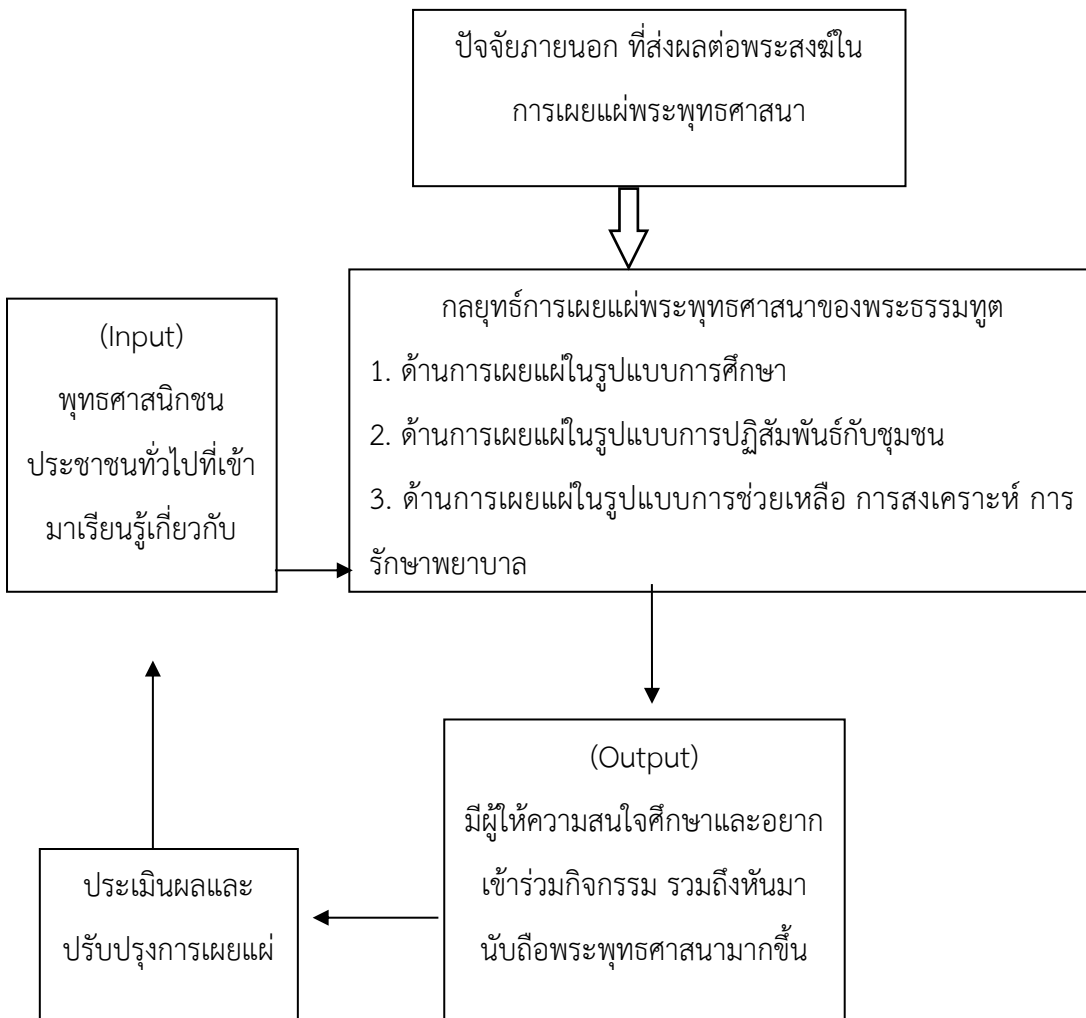 ปัจจัยภายนอก ที่ส่งผลต่อพระสงฆ์ใน
การเผยแผ่พระพุทธศาสนา
(Input)
พุทธศาสนิกชน
ประชาชนทั่วไปที่เข้า
มาเรียนรู้เกี่ยวกับ
กลยุทธ์การเผยแผ่พระพุทธศาสนาของพระธรรมทูต
1. ด้านการเผยแผ่ในรูปแบบการศึกษา
2. ด้านการเผยแผ่ในรูปแบบการปฏิสัมพันธ์กับชุมชน
3. ด้านการเผยแผ่ในรูปแบบการช่วยเหลือ การสงเคราะห์ การ
รักษาพยาบาล
(Output)
มีผู้ให้ความสนใจศึกษาและอยาก
เข้าร่วมกิจกรรม รวมถึงหันมา
นับถือพระพุทธศาสนามากขึ้น
ประเมินผลและ
ปรับปรุงการเผยแผ่